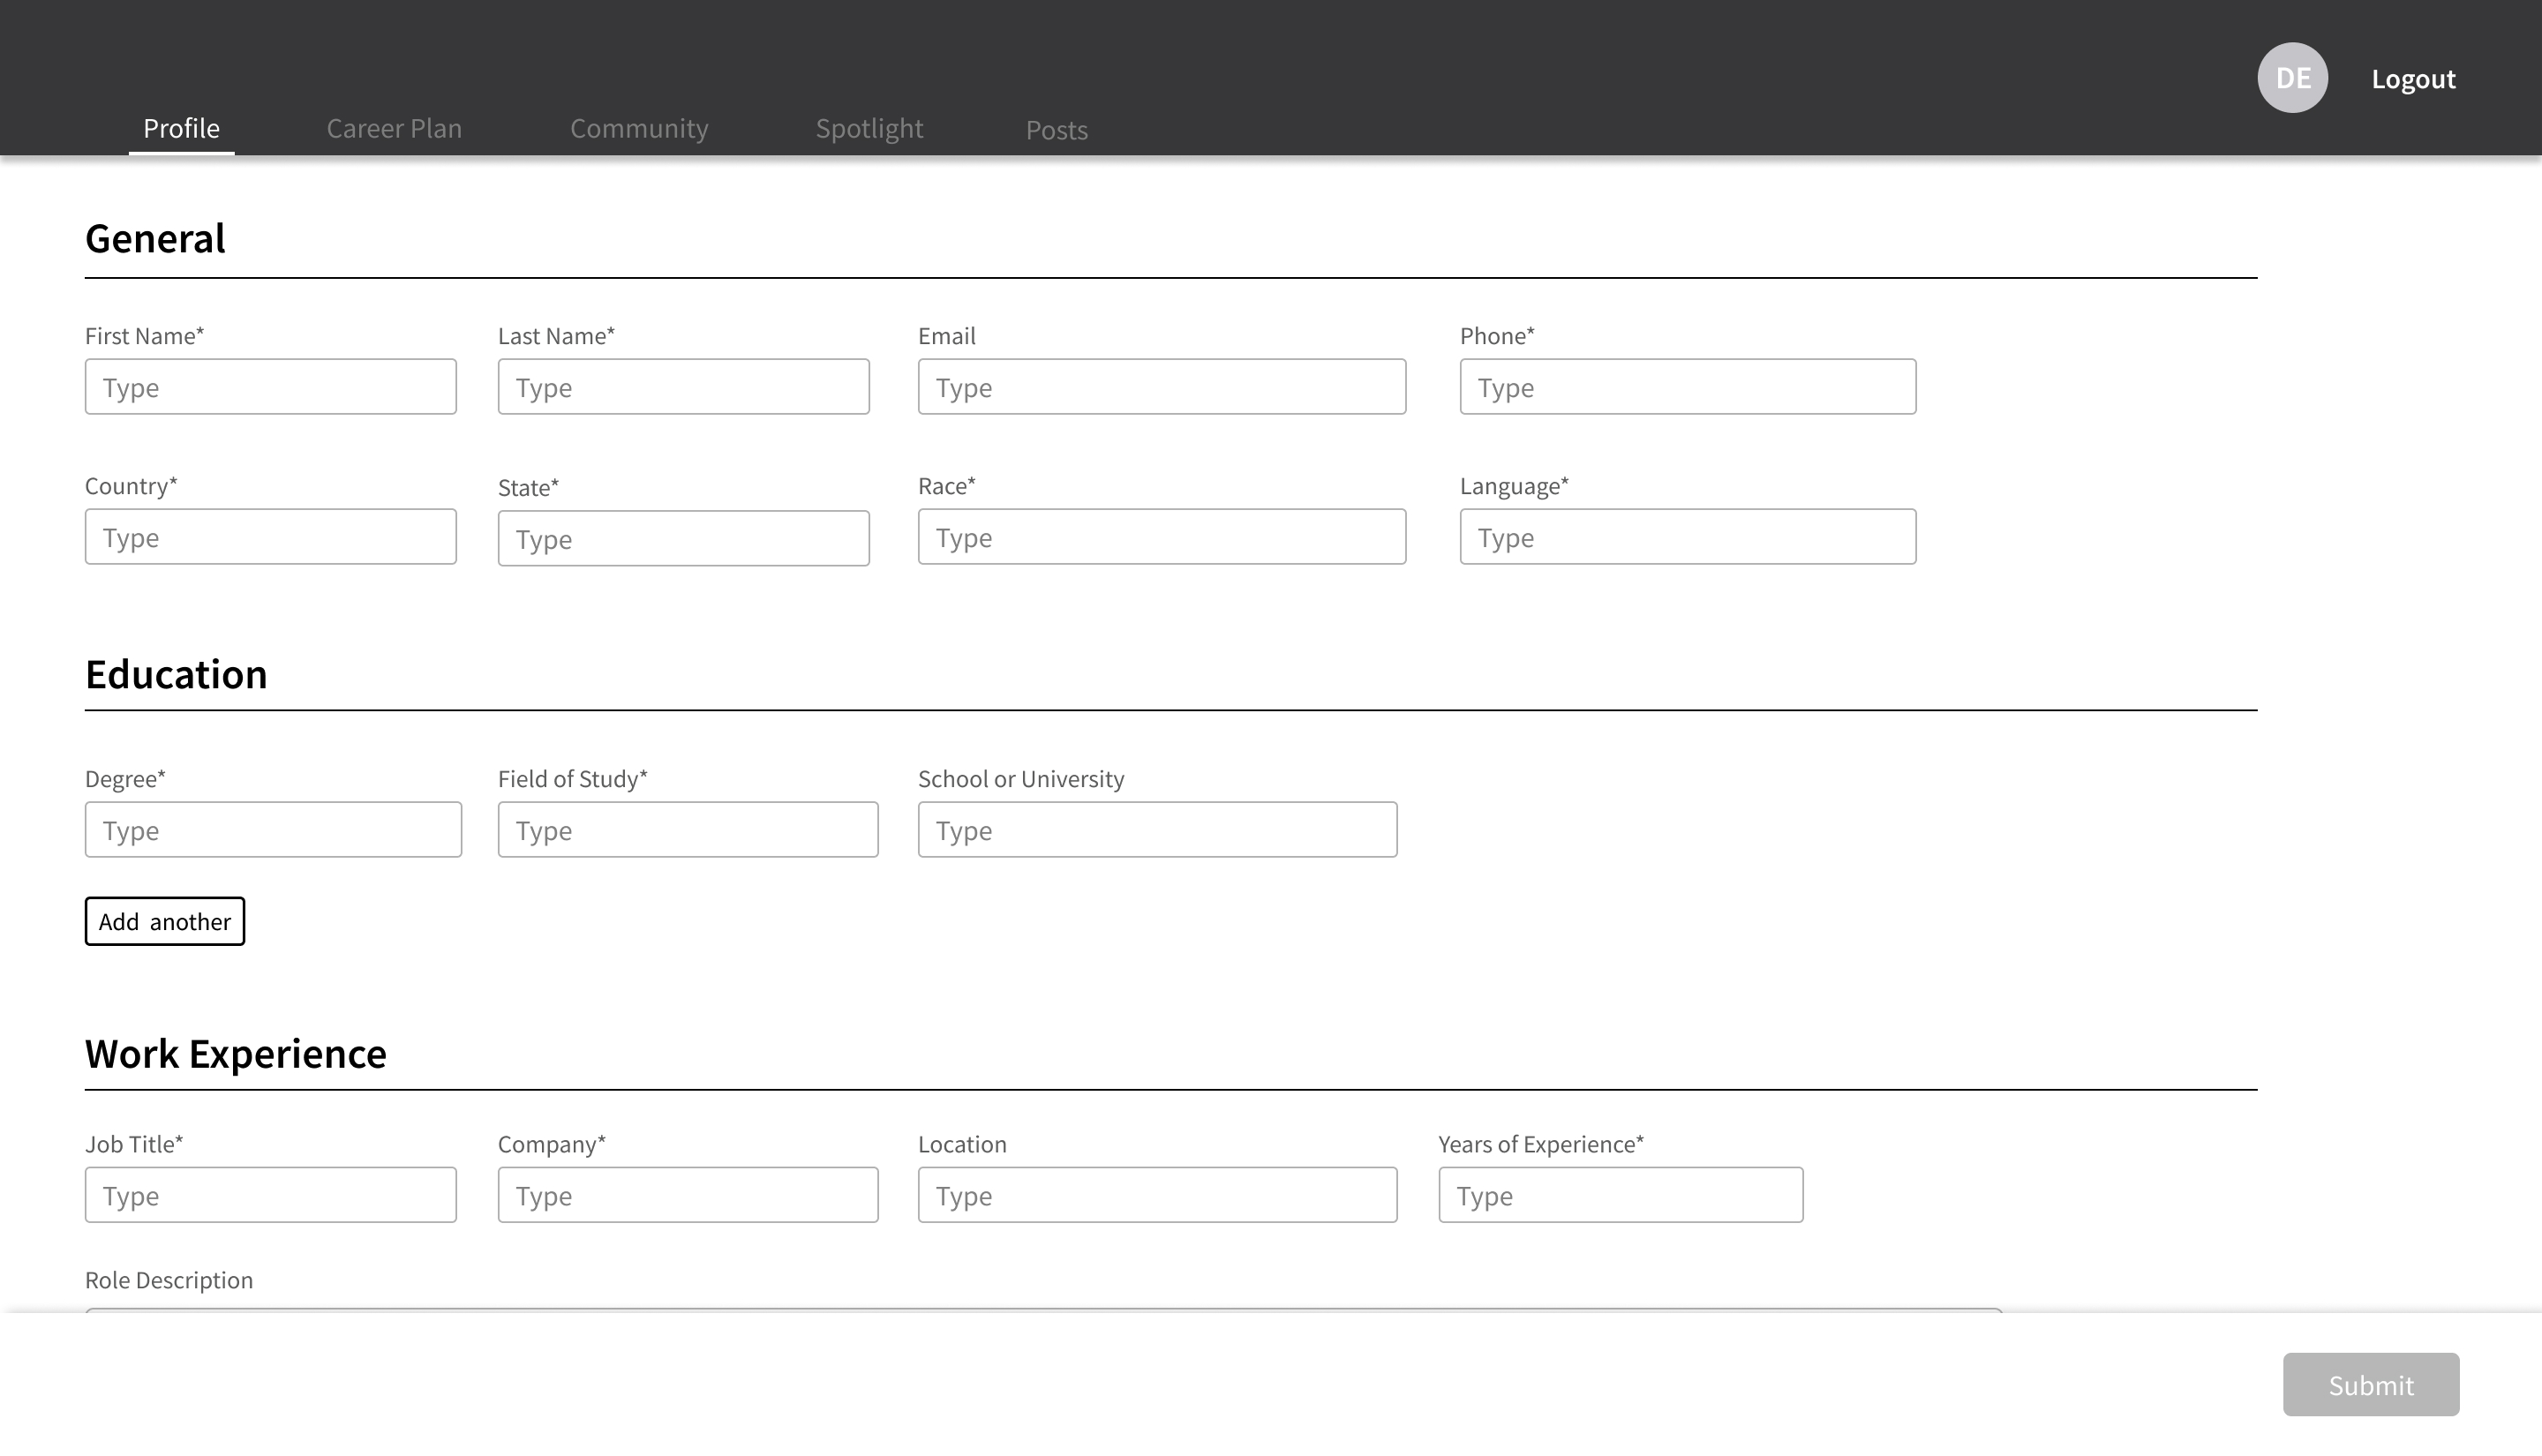 DE Logout
Profile Career Plan Community Spotlight Posts
General
First Name* Last Name* Email Phone*
Type Type Type Type
Country* State* Race* Language*
Type Type Type Type
Education
Degree* Field of Study* School or University
Type Type Type
Add another
Work Experience
Job Title* Company* Location Years of Experience*
Type Type Type Type
Role Description
Submit